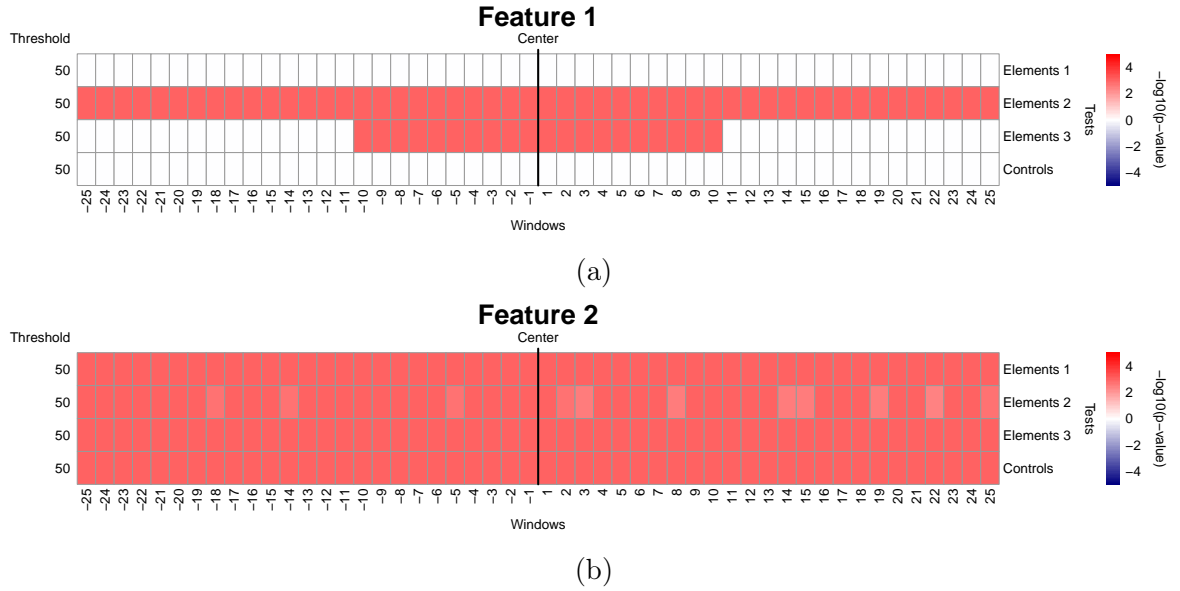 Feature 1
Threshold
Center
50 Elements 1
50 Elements 2
50 Elements 3
50 Controls
−25 −24 −23 −22 −21 −20 −19 −18 −17 −16 −15 −14 −13 −12 −11 −10 −9 −8 −7 −6 −5 −4 −3 −2 −1 1 2 3 4 5 6 7 8 9 10 11 12 13 14 15 16 17 18 19 20 21 22 23 24 25
Windows
Tests
4
2
0
−2
−4
−log10(p−value)
(a)
Feature 2
Threshold
Center
50 Elements 1
50 Elements 2
50 Elements 3
50 Controls
−25 −24 −23 −22 −21 −20 −19 −18 −17 −16 −15 −14 −13 −12 −11 −10 −9 −8 −7 −6 −5 −4 −3 −2 −1 1 2 3 4 5 6 7 8 9 10 11 12 13 14 15 16 17 18 19 20 21 22 23 24 25
Windows
Tests
4
2
0
−2
−4
−log10(p−value)
(b)